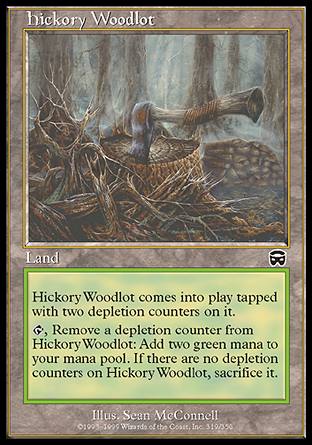 Hickory Woodlot
Land
Hickory Woodlot comes into play tapped
with two depletion counters on it.
, Remove a depletion counter from
Hickory Woodlot: Add two green mana to
your mana pool. If there are no depletion
counters on Hickory Woodlot, sacrifice it.
Illus. Sean McConnell
©1993-1999 Wizards of the Coast, Inc. 319/350